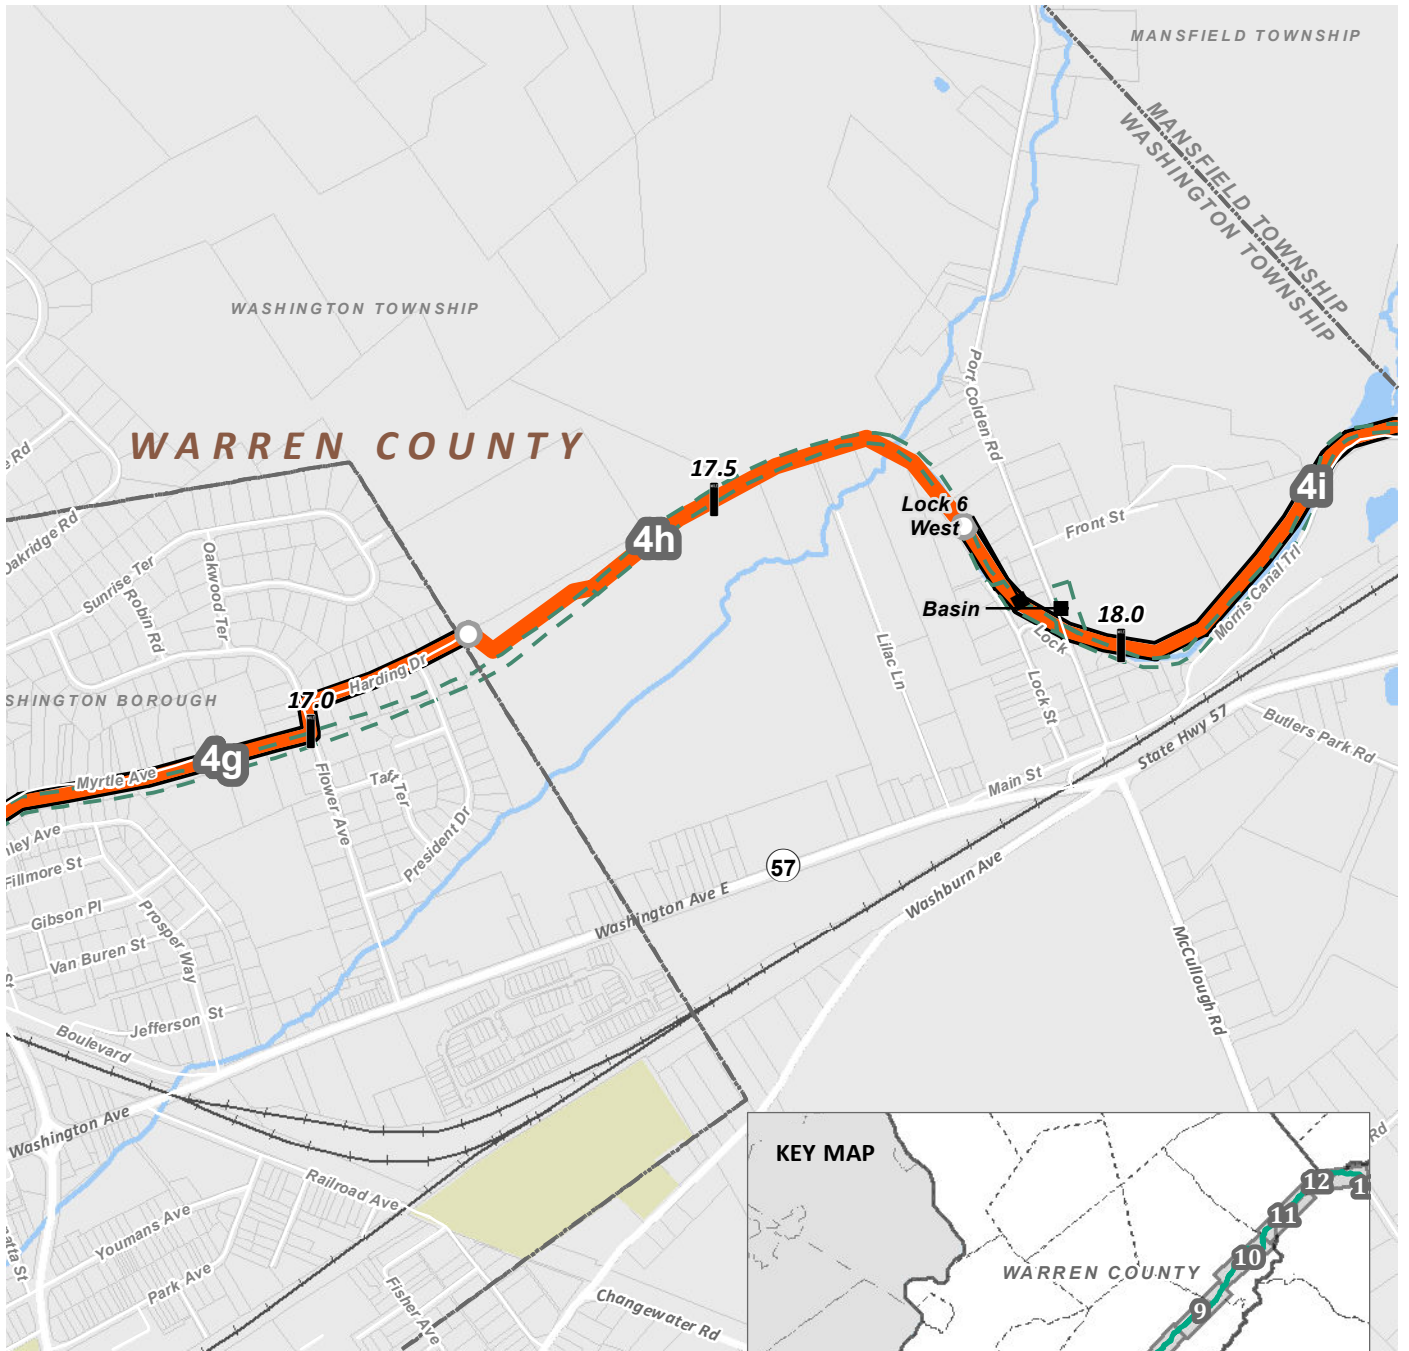 MANSFIELD TOWNSHIP
MANSFIELD TOWNSHIP
WASHINGTON TOWNSHIP
WASHINGTON TOWNSHIP
WARREN COUNTY
Port Colden Rd
17.5
4i
4h
Lock 6
West
Front St
Oakridge Rd
Sunrise Ter
Oakwood Ter
Robin Rd
Basin
18.0
Morris Canal Trl
Lock
Lilac Ln
Lock St
Harding Dr
17.0
4g
Myrtle Ave
Flower Ave
Taft Ter
President Dr
Main St
State Hwy 57
Butlers Park Rd
57
Washington Ave E
Washburn Ave
McCullough Rd
Fillmore St
Gibson Pl
Prosper Way
Van Buren St
Jefferson St
Boulevard
Washington Ave
Railroad Ave
Youmans Ave
Park Ave
Fisher Ave
Changewater Rd
Rd
KEY MAP
12
11
10
WARREN COUNTY
9